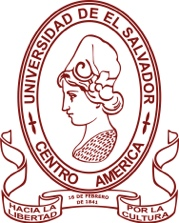 UNIVERSIDAD DE EL SALVADOR
CENTRO AMERICA
HACIA LA
LIBERTAD
16 DE FEBRERO
DE 1841
POR LA
CULTURA